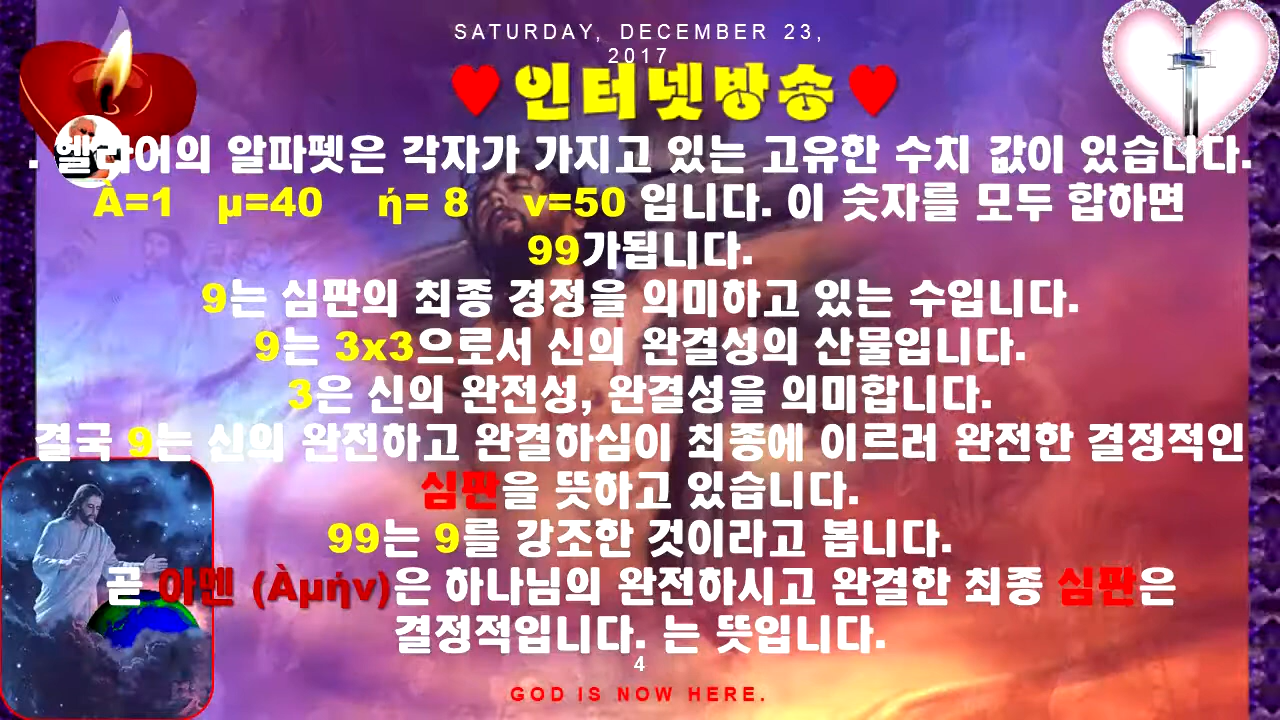 SATURDAY, DECEMBER 23,
2017
♥인터넷방송♥
. 헬라어의 알파펫은 각자가 가지고 있는 고유한 수치 값이 있습니다.
Ἀ=1 μ=40 ή= 8 ν=50 입니다. 이 숫자를 모두 합하면
99가됩니다.
9는 심판의 최종 경정을 의미하고 있는 수입니다.
9는 3x3으로서 신의 완결성의 산물입니다.
3은 신의 완전성, 완결성을 의미합니다.
결국 9는 신의 완전하고 완결하심이 최종에 이르러 완전한 결정적인
심판을 뜻하고 있습니다.
99는 9를 강조한 것이라고 봅니다.
곧 아멘 (Àμήν)은 하나님의 완전하시고 완결한 최종 심판은
결정적입니다. 는 뜻입니다.
4
GOD IS NOW HERE.